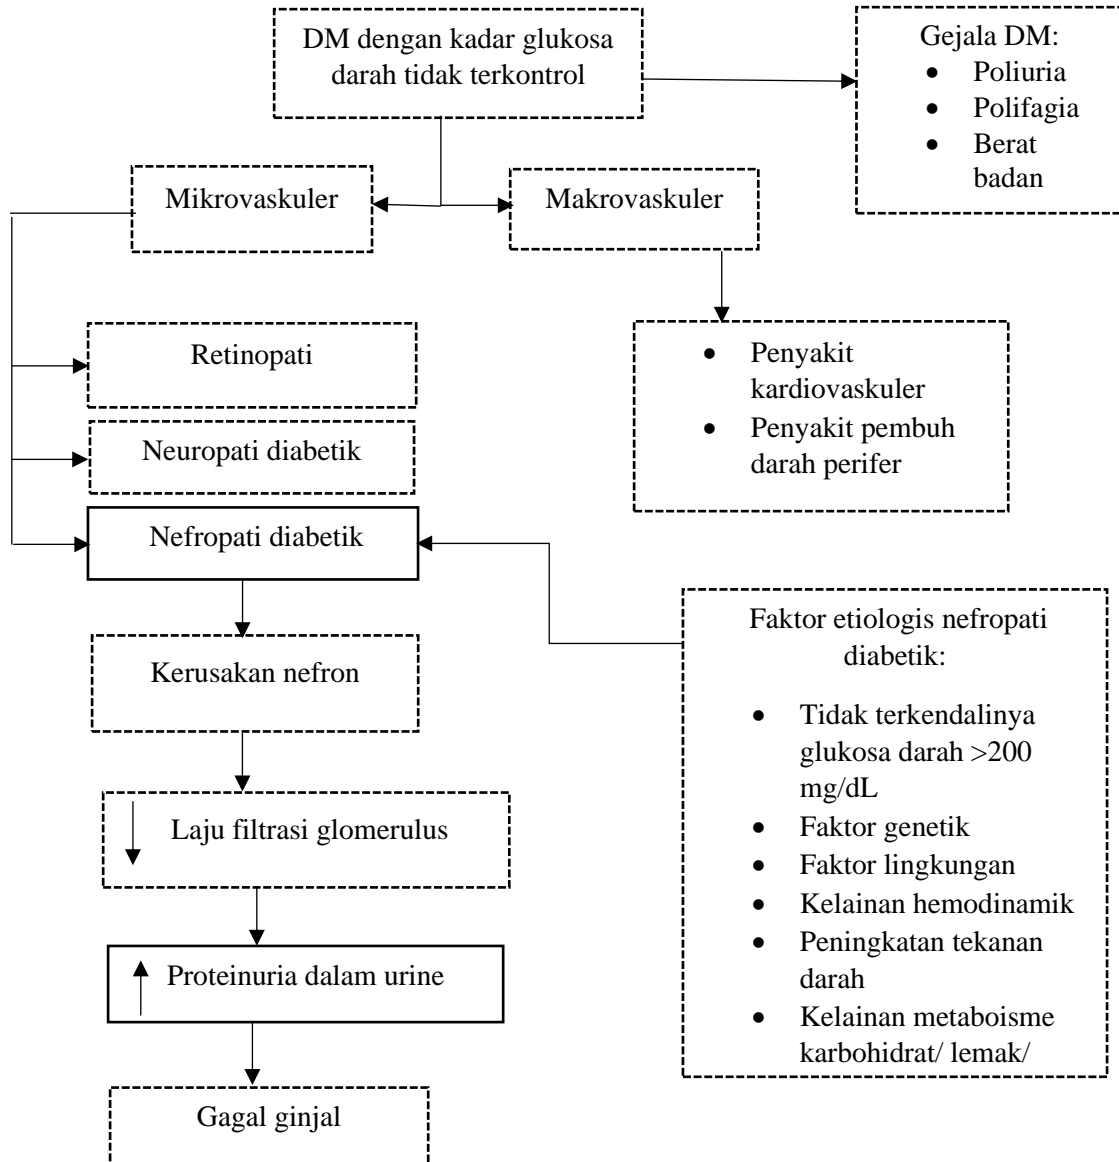 DM dengan kadar glukosa
darah tidak terkontrol
Gejala DM:
• Poliuria
• Polifagia
• Berat
badan
Mikrovaskuler
Makrovaskuler
Retinopati
Neuropati diabetik
Nefropati diabetik
• Penyakit
kardiovaskuler
• Penyakit pembuh
darah perifer
Kerusakan nefron
Laju filtrasi glomerulus
Proteinuria dalam urine
Gagal ginjal
Faktor etiologis nefropati
diabetik:
• Tidak terkendalinya
glukosa darah >200
mg/dL
• Faktor genetik
• Faktor lingkungan
• Kelainan hemodinamik
• Peningkatan tekanan
darah
• Kelainan metaboisme
karbohidrat/ lemak/